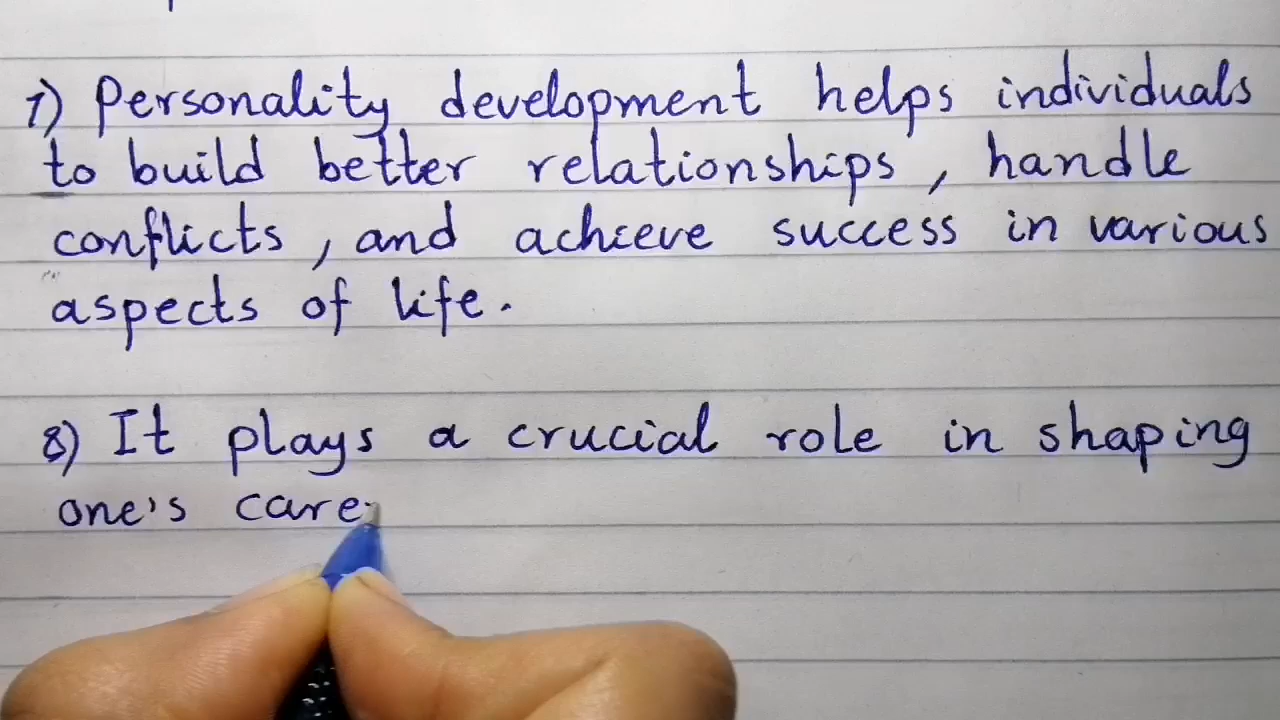 7) Personality development helps individuals
to build better relationships, handle
conflicts, and achieve success in various
aspects of life.
8) It plays a crucial role in shaping
one's care